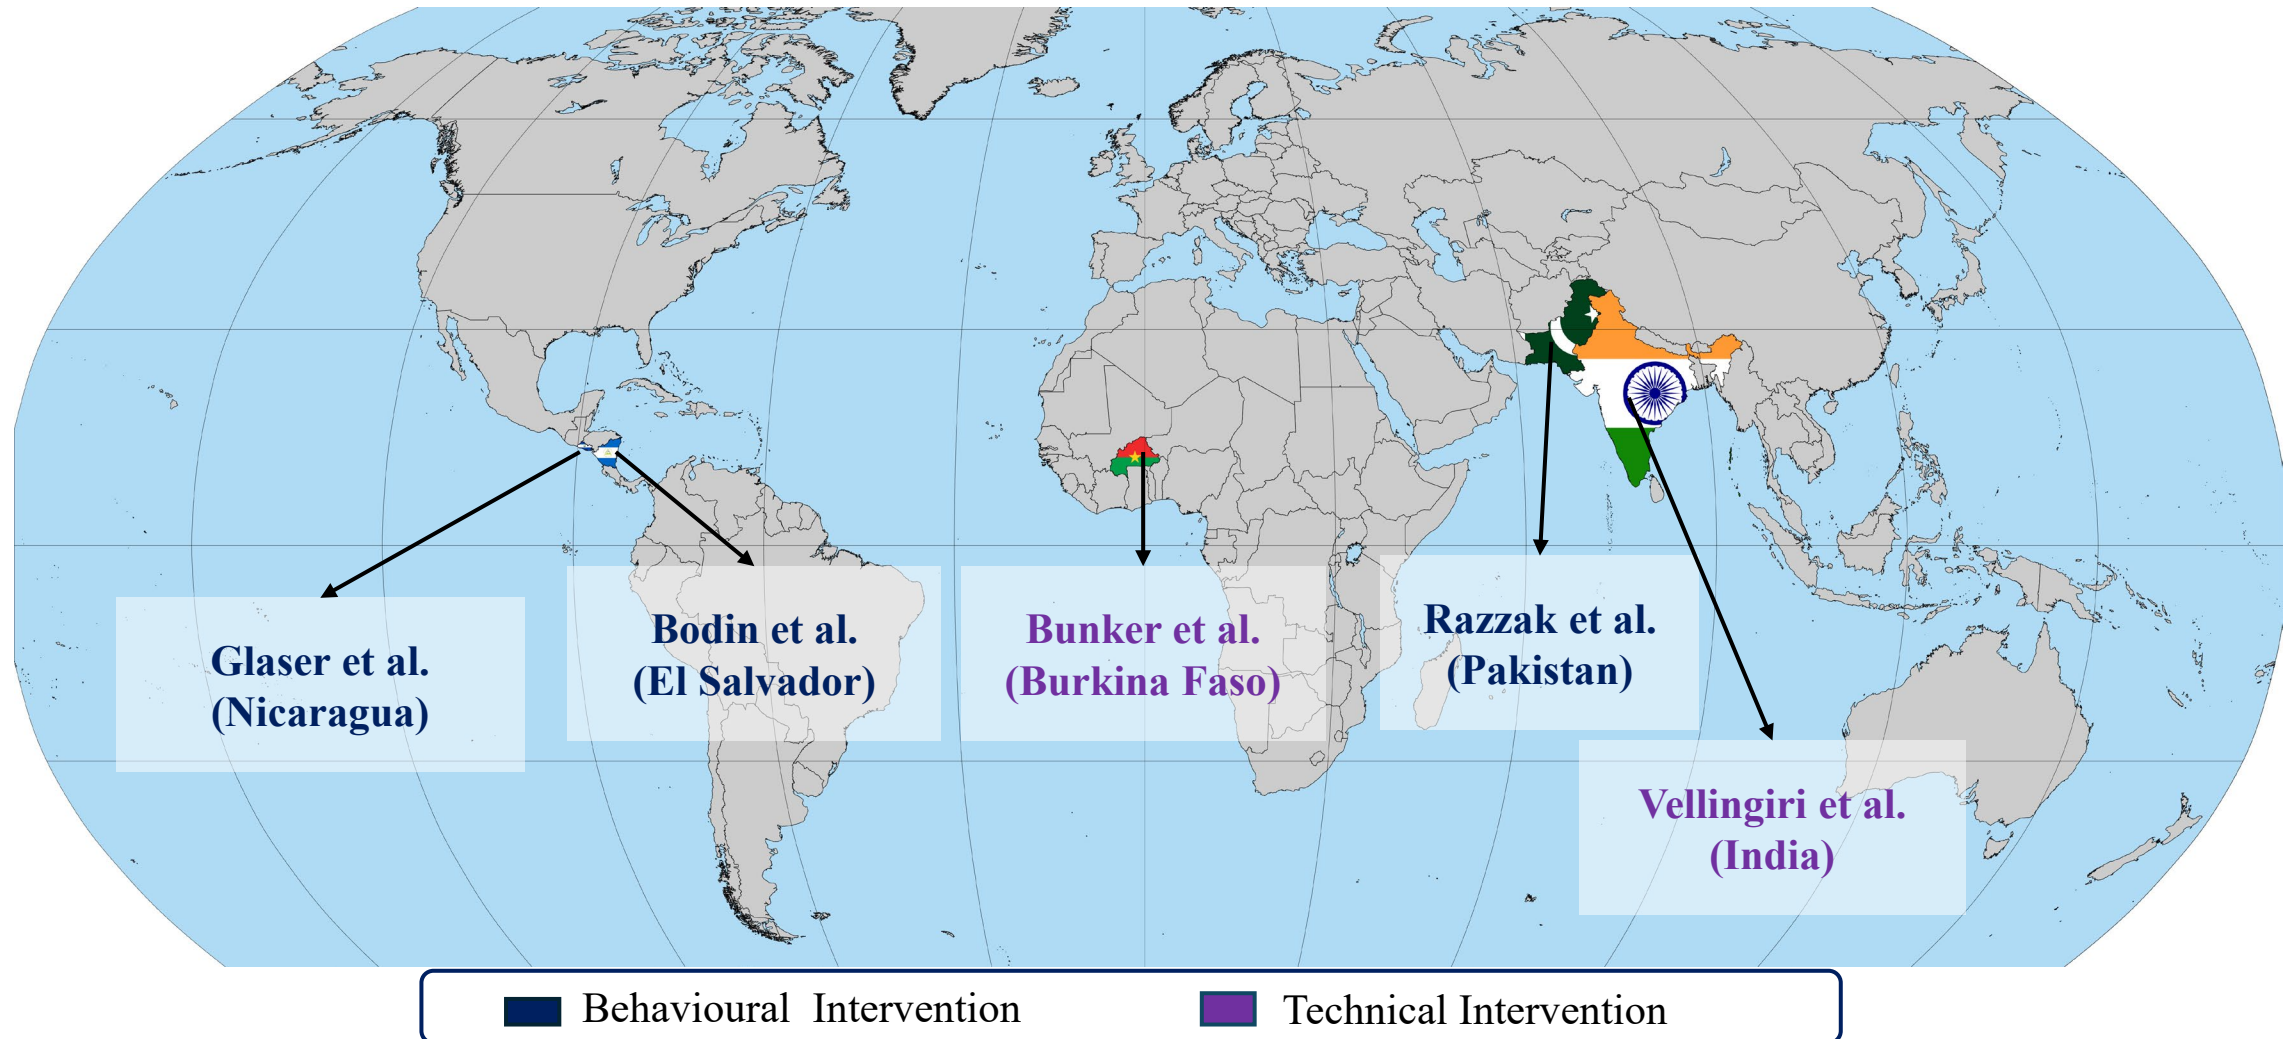 Glaser et al.
(Nicaragua)
Bodin et al.
(El Salvador)
Bunker et al.
(Burkina Faso)
Razzak et al.
(Pakistan)
Vellingiri et al.
(India)
Behavioural  Intervention
Technical Intervention